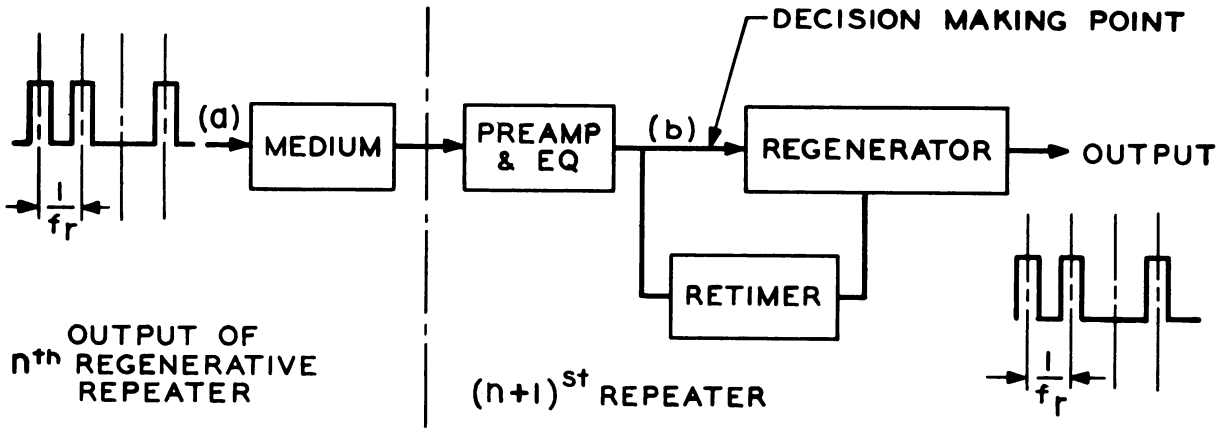 DECISION MAKING POINT
(a)
MEDIUM
PREAMP
& EQ
(b)
REGENERATOR
OUTPUT
1/fr
RETIMER
1/fr
OUTPUT OF
nth REGENERATIVE
REPEATER
(n+1)st REPEATER